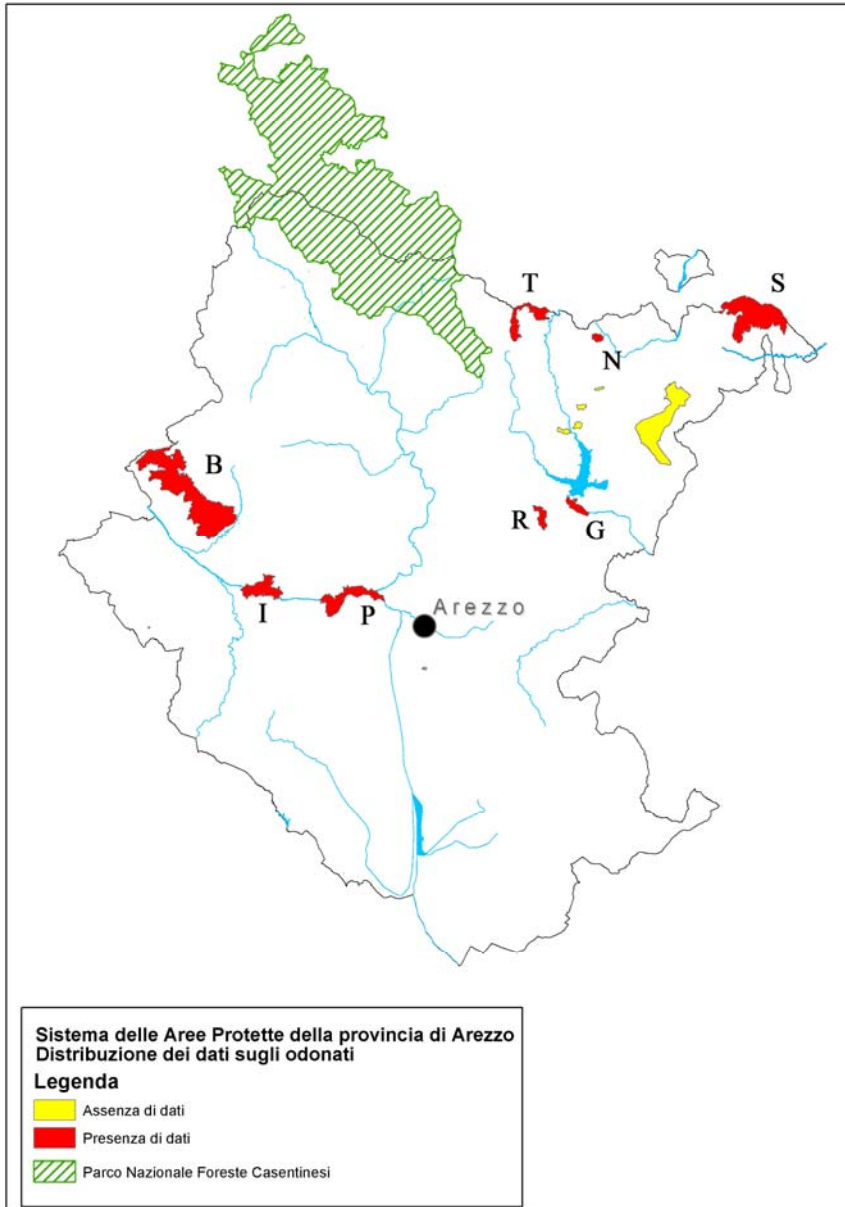 T
S
N
B
R
G
I
P
Arezzo
Sistema delle Aree Protette della provincia di Arezzo
Distribuzione dei dati sugli odonati
Legenda
Assenza di dati
Presenza di dati
Parco Nazionale Foreste Casentinesi